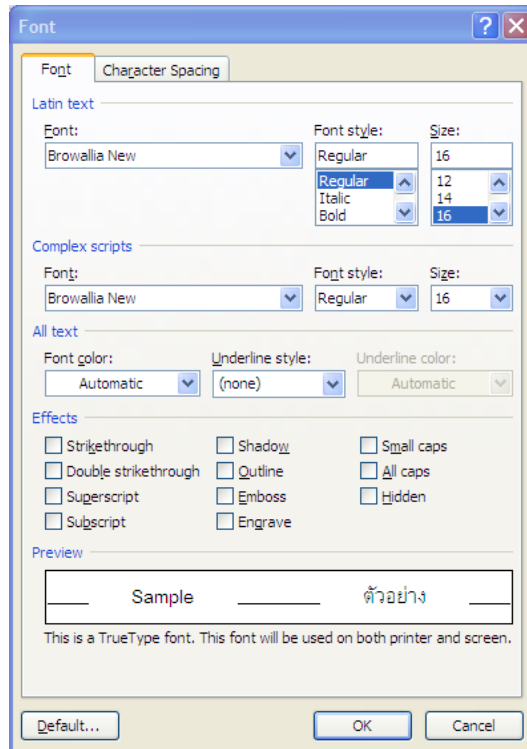 Font
Font Character Spacing
Latin text
Font: Font style: Size:
Browallia New Regular 16
Regular 12
Italic 14
Bold 16
Complex scripts
Font: Font style: Size:
Browallia New Regular 16
All text
Font color: Underline style: Underline color:
Automatic (none) Automatic
Effects
Strikethrough Shadow Small caps
Double strikethrough Outline All caps
Superscript Emboss Hidden
Subscript Engrave
Preview
Sample ตัวอย่าง
This is a TrueType font. This font will be used on both printer and screen.
Default... OK Cancel